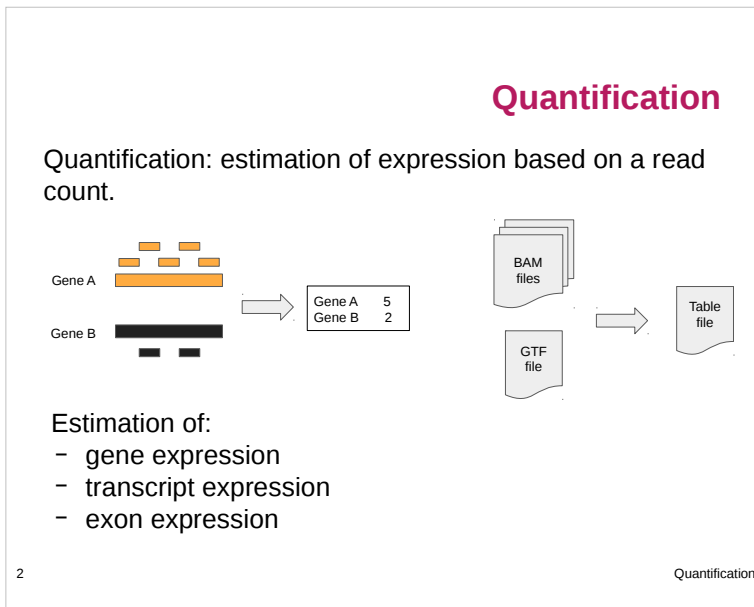 Quantification
Quantification: estimation of expression based on a read
count.
Gene A
Gene B
Gene A 5
Gene B 2
BAM
files
GTF
file
Table
file
Estimation of:
- gene expression
- transcript expression
- exon expression
2
Quantification